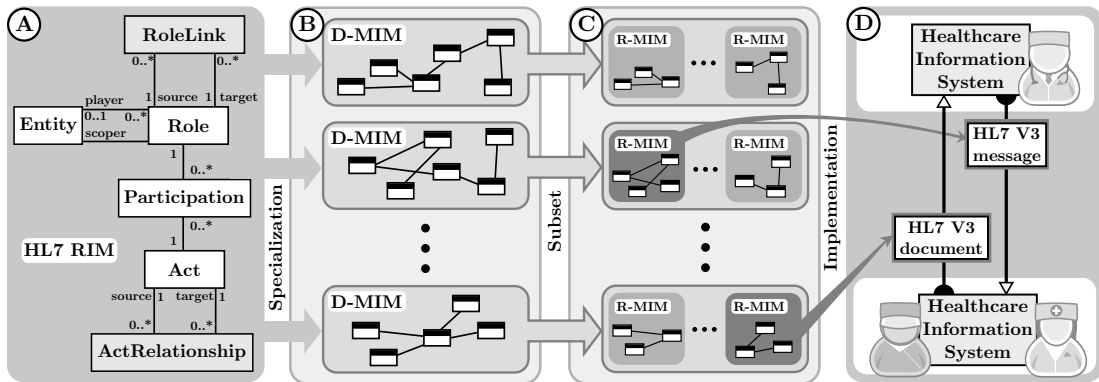 A
RoleLink
0..*
0..*
1
source
1
target
player
Entity
0..1
0..*
Role
scoper
1
0..*
Participation
0..*
1
HL7 RIM
Act
source
1
target
1
0..*
0..*
ActRelationship
Specialization
B
D-MIM
D-MIM
D-MIM
Subset
C
R-MIM
R-MIM
R-MIM
R-MIM
R-MIM
R-MIM
Implementation
D
Healthcare
Information
System
HL7 V3
message
HL7 V3
document
Healthcare
Information
System